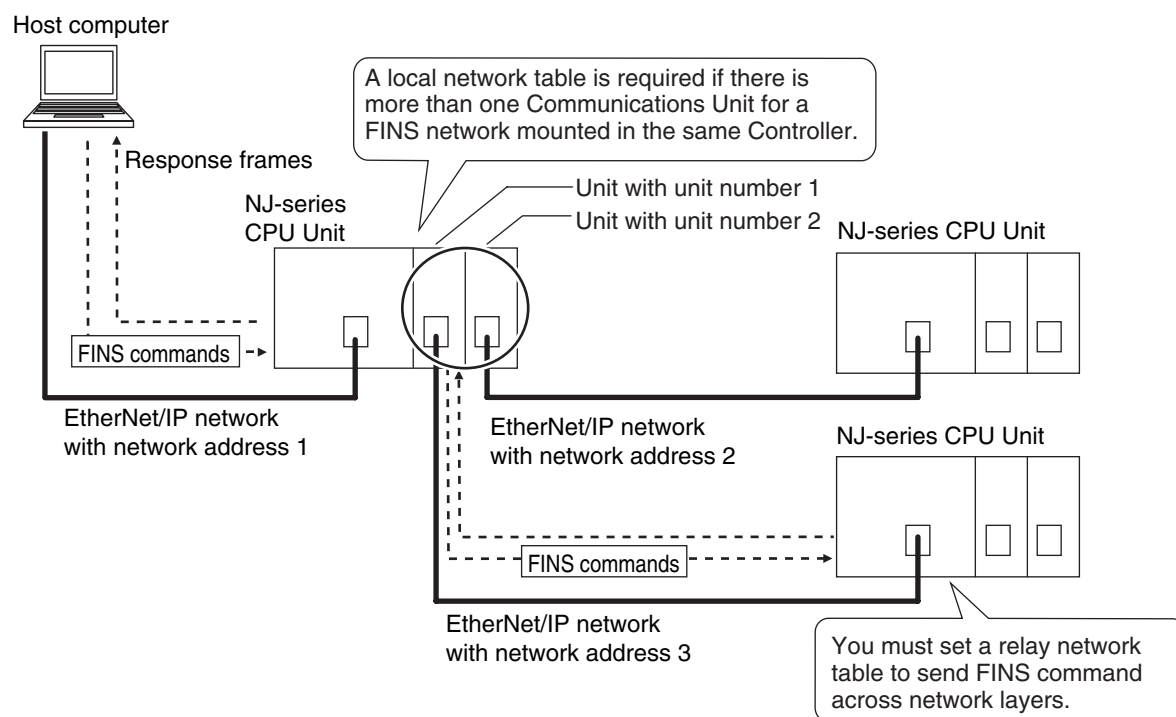 Host computer
A local network table is required if there is
more than one Communications Unit for a
FINS network mounted in the same Controller.
Response frames
Unit with unit number 1
Unit with unit number 2
NJ-series
CPU Unit
NJ-series CPU Unit
FINS commands
EtherNet/IP network
with network address 1
EtherNet/IP network
with network address 2
NJ-series CPU Unit
FINS commands
EtherNet/IP network
with network address 3
You must set a relay network
table to send FINS command
across network layers.